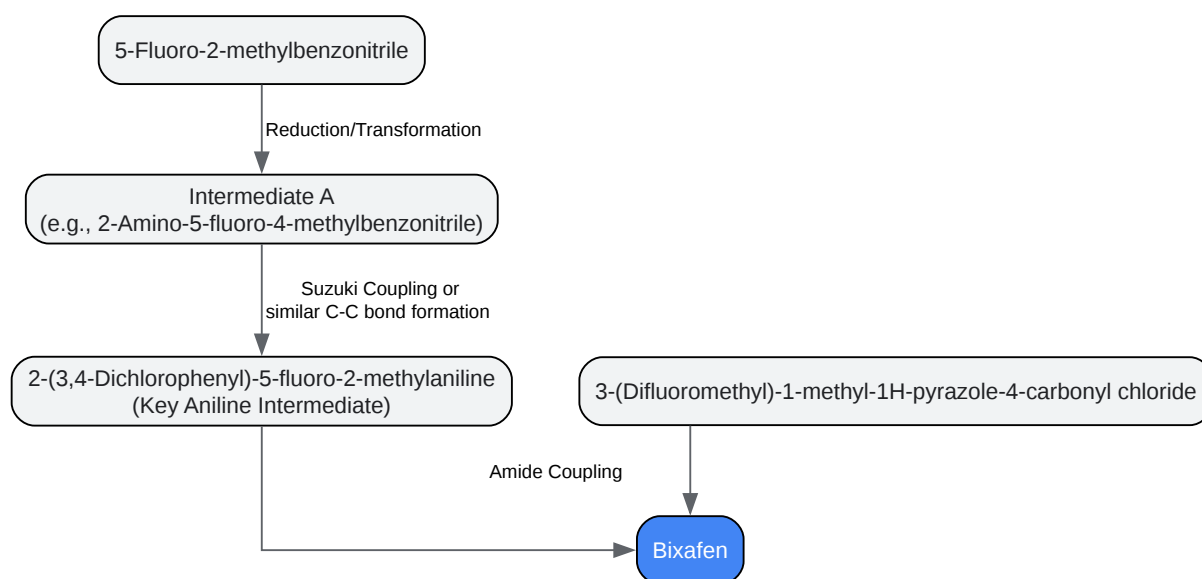 5-Fluoro-2-methylbenzonitrile
Reduction/Transformation
Intermediate A
(e.g., 2-Amino-5-fluoro-4-methylbenzonitrile)
Suzuki Coupling or
similar C-C bond formation
2-(3,4-Dichlorophenyl)-5-fluoro-2-methylaniline
(Key Aniline Intermediate)
3-(Difluoromethyl)-1-methyl-1H-pyrazole-4-carbonyl chloride
Amide Coupling
Bixafen